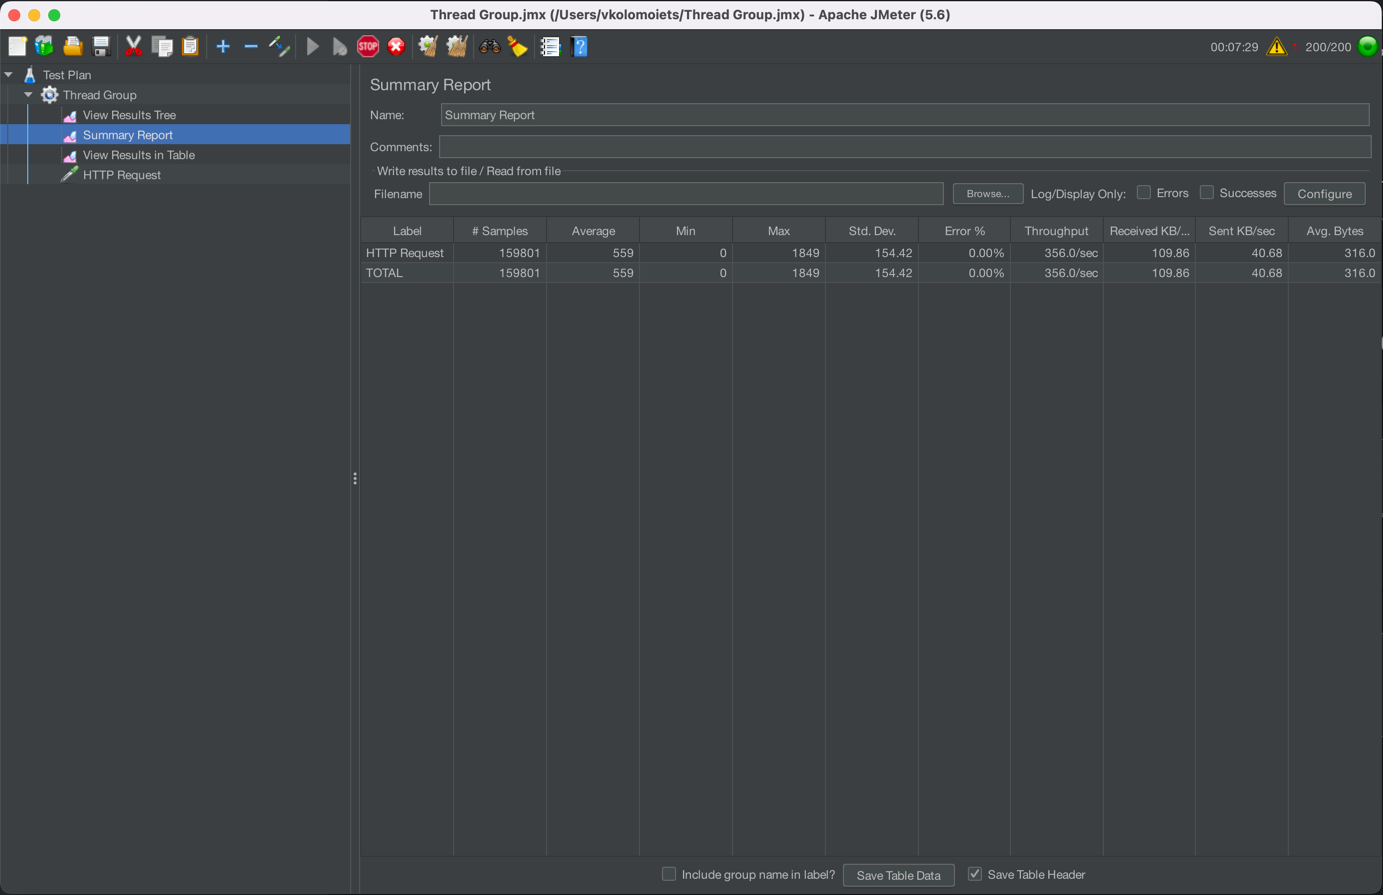 Thread Group.jmx (/Users/vkolomoiets/Thread Group.jmx) - Apache JMeter (5.6)
STOP
?
00:07:29
200/200
Test Plan
Thread Group
View Results Tree
Summary Report
View Results in Table
HTTP Request
Summary Report
Name: Summary Report
Comments:
Write results to file / Read from file
Filename Browse... Log/Display Only: Errors Successes Configure
Label # Samples Average Min Max Std. Dev. Error % Throughput Received KB/... Sent KB/sec Avg. Bytes
HTTP Request 159801 559 0 1849 154.42 0.00% 356.0/sec 109.86 40.68 316.0
TOTAL 159801 559 0 1849 154.42 0.00% 356.0/sec 109.86 40.68 316.0
Include group name in label? Save Table Data Save Table Header